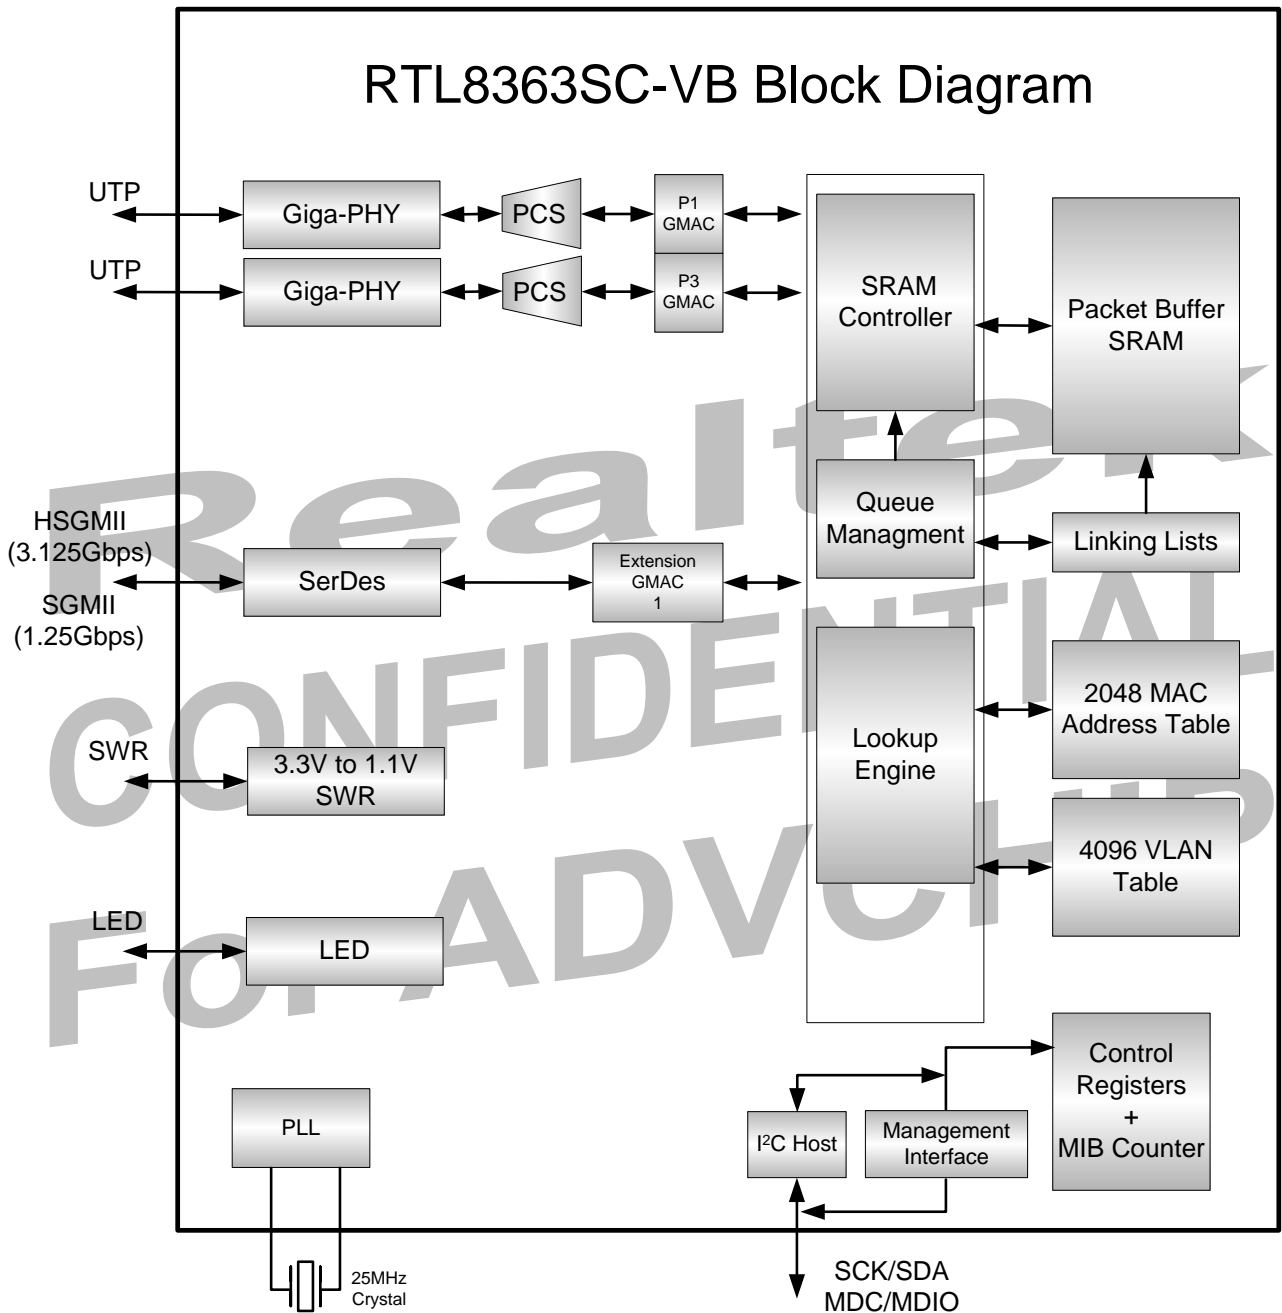 RTL8363SC-VB Block Diagram
UTP
Giga-PHY
PCS
P1
GMAC
UTP
Giga-PHY
PCS
P3
GMAC
SRAM
Controller
Packet Buffer
SRAM
Queue
Managment
Linking Lists
HSGMII
(3.125Gbps)
SGMII
(1.25Gbps)
SerDes
Extension
GMAC
1
Lookup
Engine
2048 MAC
Address Table
4096 VLAN
Table
SWR
3.3V to 1.1V
SWR
LED
LED
PLL
25MHz
Crystal
I²C Host
Management
Interface
Control
Registers
+
MIB Counter
SCK/SDA
MDC/MDIO
Realtek
CONFIDENTIAL
For ADVCHIP